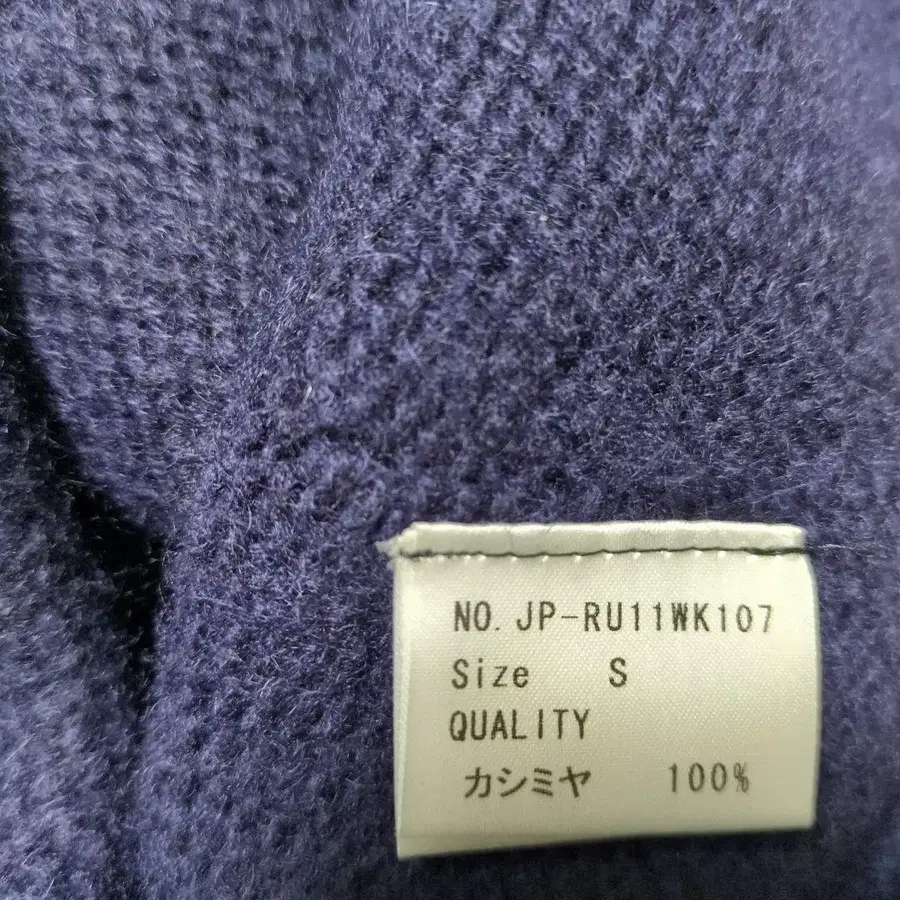 NO. JP-RU11WK107
Size S
QUALITY
カシミヤ 100%